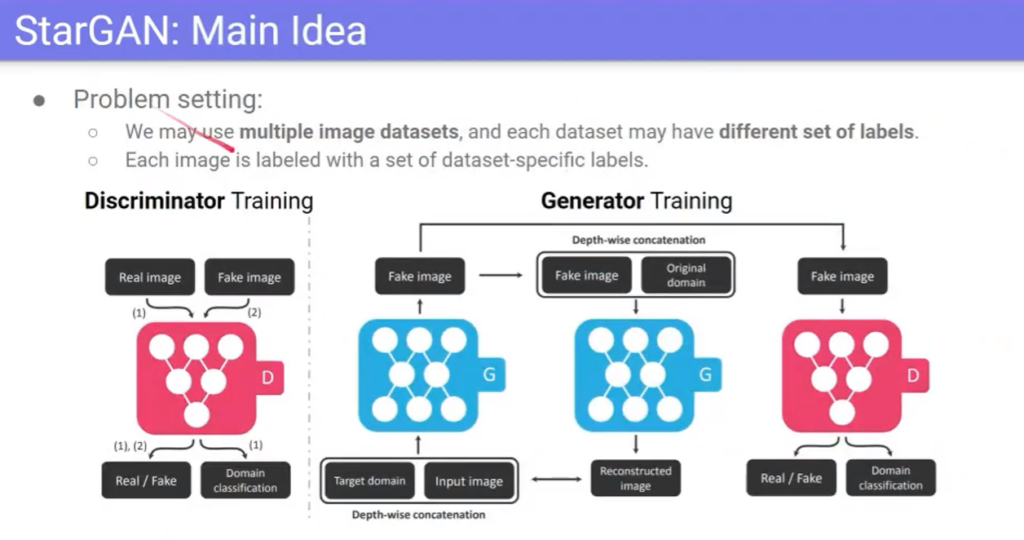 StarGAN: Main Idea
● Problem setting:
○ We may use multiple image datasets, and each dataset may have different set of labels.
○ Each image is labeled with a set of dataset-specific labels.
Discriminator Training
Generator Training
Real image
Fake image
(1)
(2)
D
(1), (2)
(1)
Real / Fake
Domain
classification
Fake image
G
Target domain
Input image
Depth-wise concatenation
Depth-wise concatenation
Fake image
Original
domain
G
Reconstructed
image
Fake image
D
Real / Fake
Domain
classification